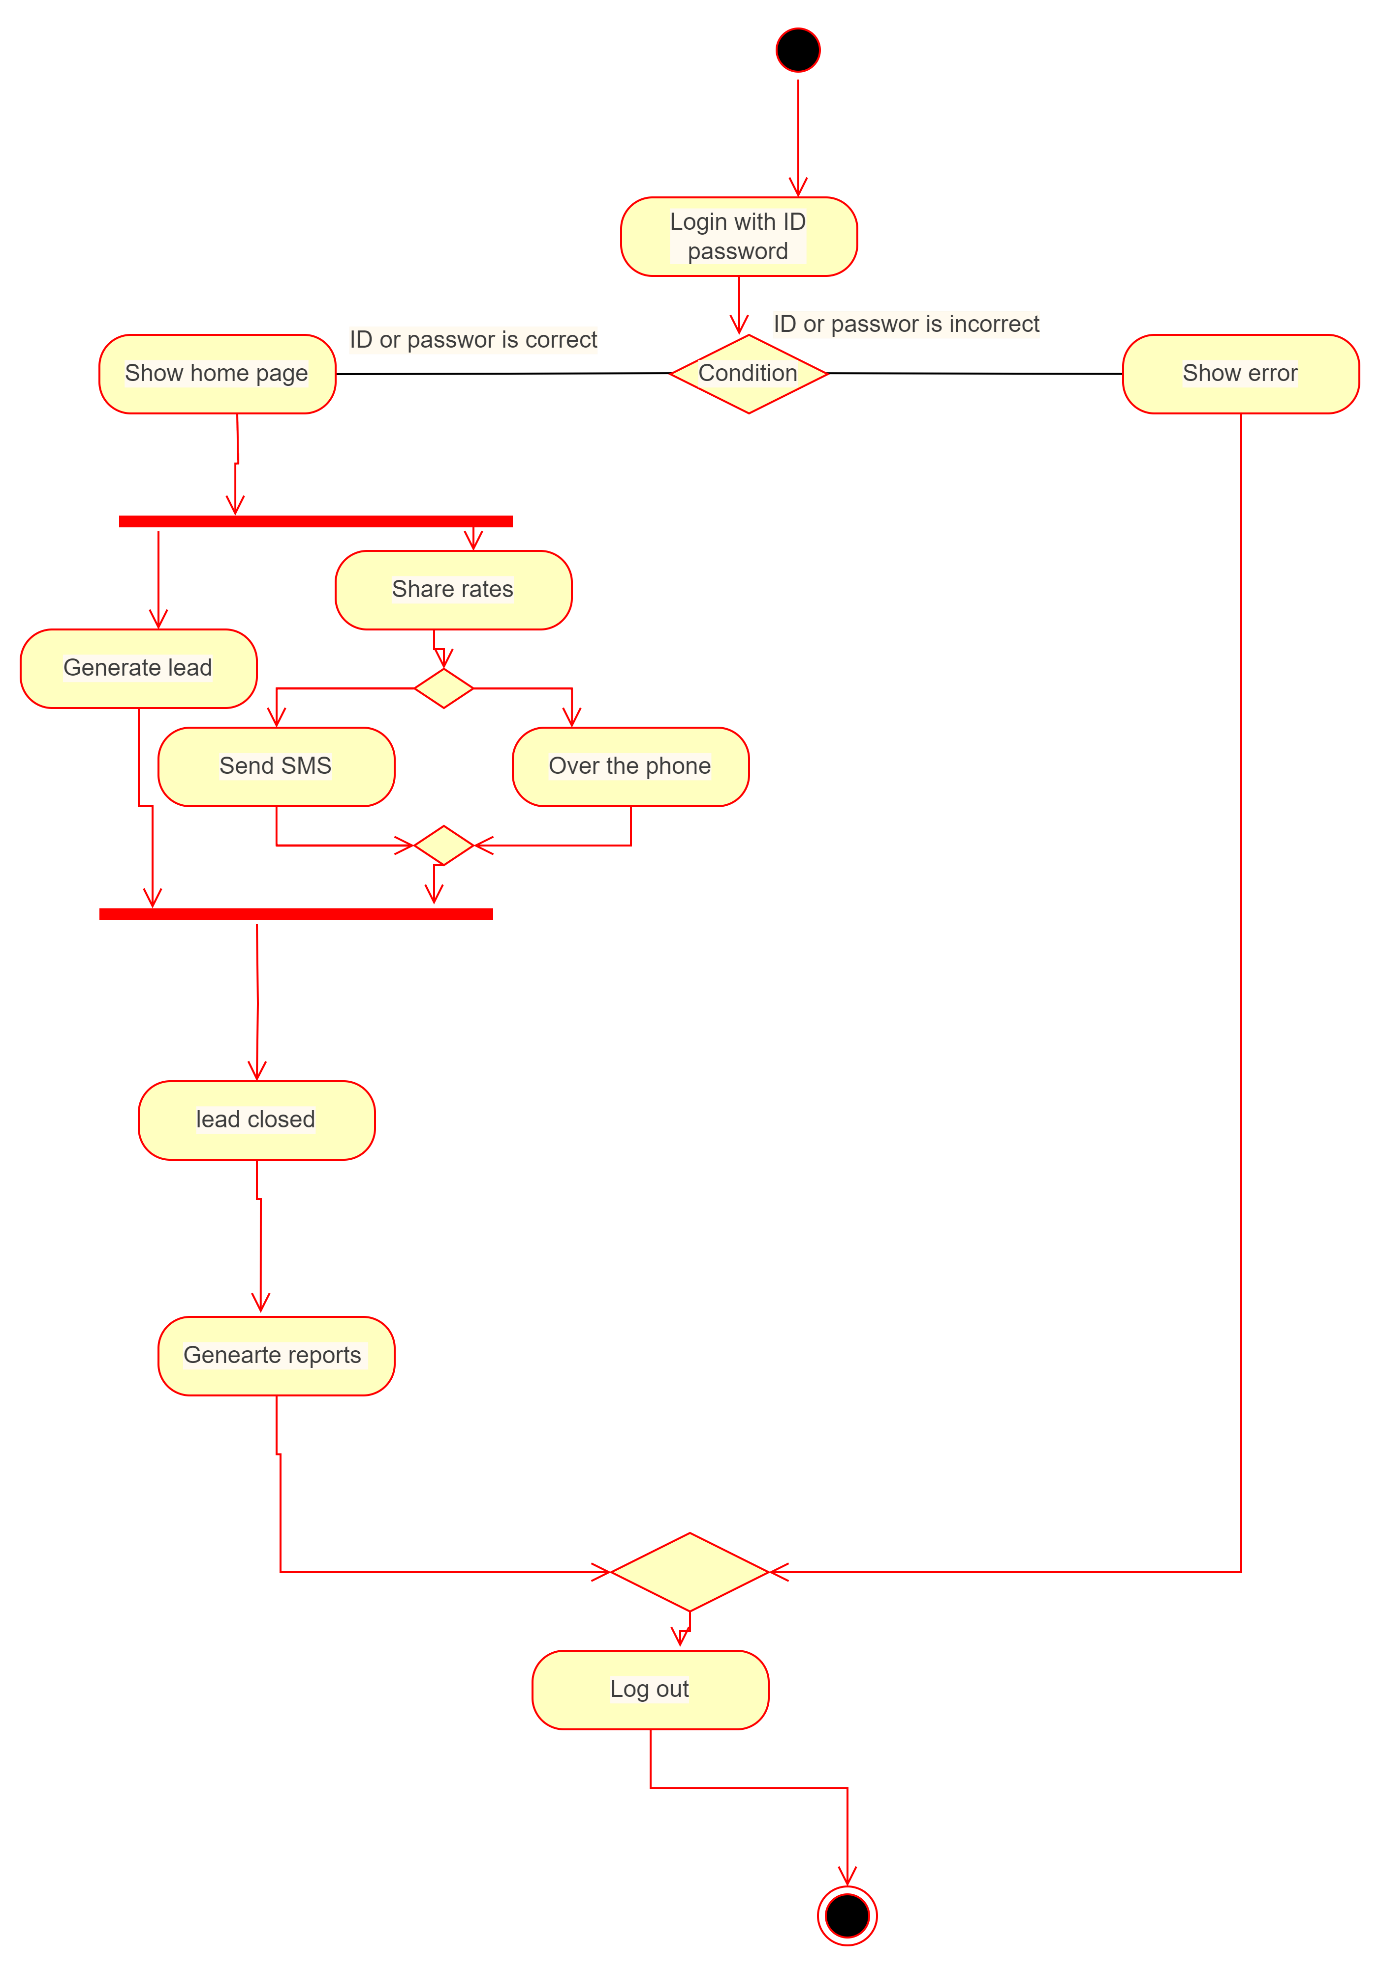 Login with ID
password
ID or passwor is incorrect
ID or passwor is correct
Show home page
Condition
Show error
Share rates
Generate lead
Send SMS
Over the phone
lead closed
Genearte reports
Log out